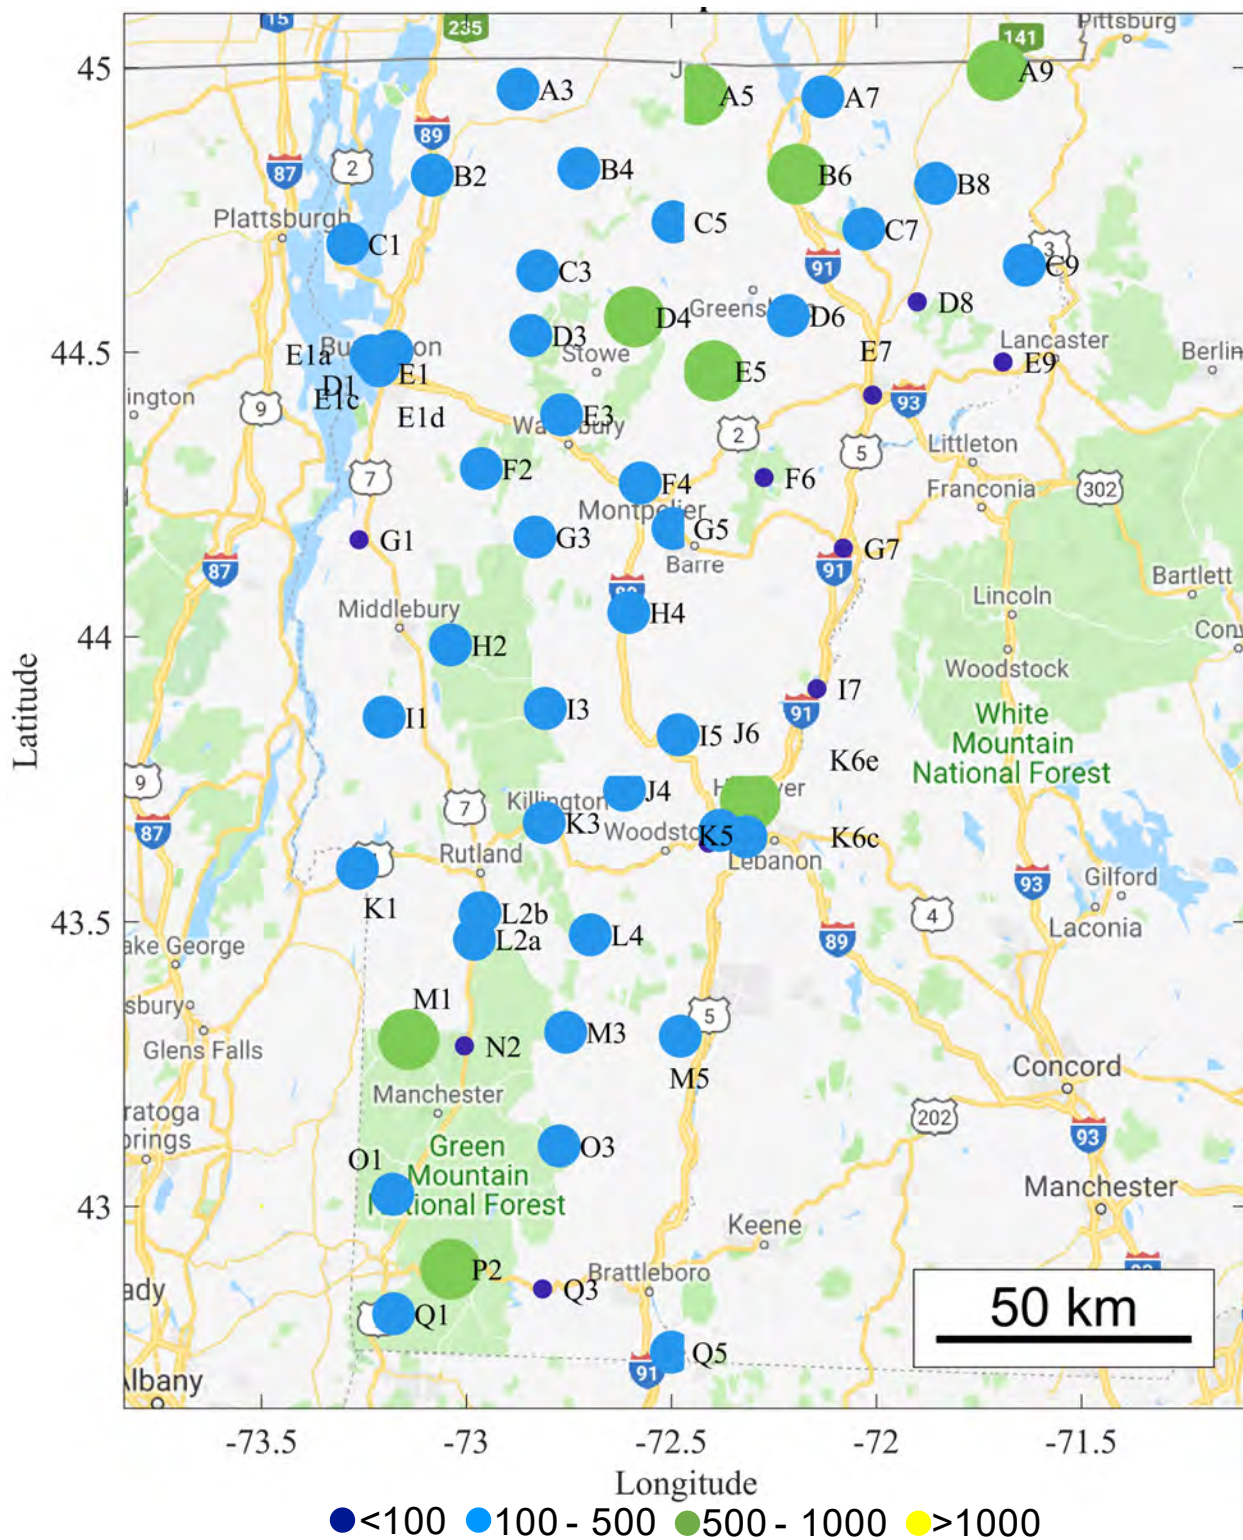 15
235
141
Pittsburg
45
J
A3
A5
A7
A9
89
87
2
B2
B4
B6
B8
Plattsburgh
C1
C5
C7
3
C9
91
C3
D8
D4
Greens
D6
D3
Lancaster
44.5
E1a
Bu
on
Stowe
E7
Berlin
D1
E1
E5
E9
ington
E1c
9
E1d
E3
Wa
bury
2
93
5
Littleton
7
F2
F4
F6
Franconia
302
Montpelier
G1
G3
G5
G7
87
Barre
91
Bartlett
Middlebury
H4
Lincoln
44
H2
Con
Woodstock
I7
I1
I3
I5
J6
91
White
Mountain
National Forest
K6e
9
J4
H
yer
Killington
87
7
K3
Woodsto
K5
K6c
Rutland
Lebanon
93
Gilford
K1
L2b
4
43.5
L2a
L4
89
Laconia
ake George
M1
sbury
M3
5
Glens Falls
N2
M5
Concord
Manchester
202
ratoga
prings
93
O1
Green
Mountain
National Forest
O3
43
Manchester
Keene
P2
Brattleboro
ady
Q3
Q1
50 km
Q5
91
Albany
-73.5
-73
-72.5
-72
-71.5
Latitude
Longitude
<100
100 - 500
500 - 1000
>1000